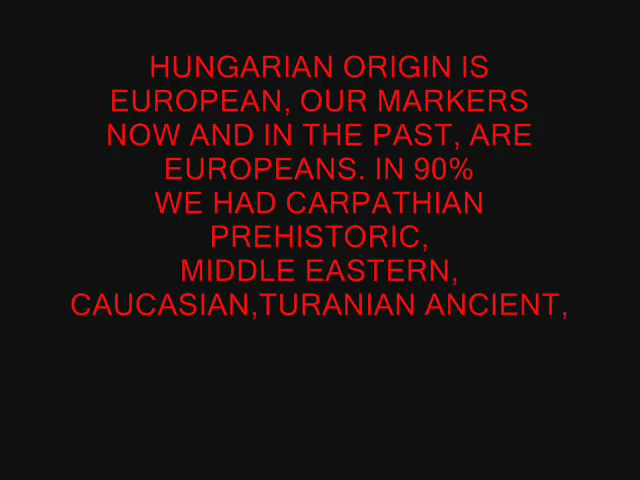 HUNGARIAN ORIGIN IS
EUROPEAN, OUR MARKERS
NOW AND IN THE PAST, ARE
EUROPEANS. IN 90%
WE HAD CARPATHIAN
PREHISTORIC,
MIDDLE EASTERN,
CAUCASIAN,TURANIAN ANCIENT,